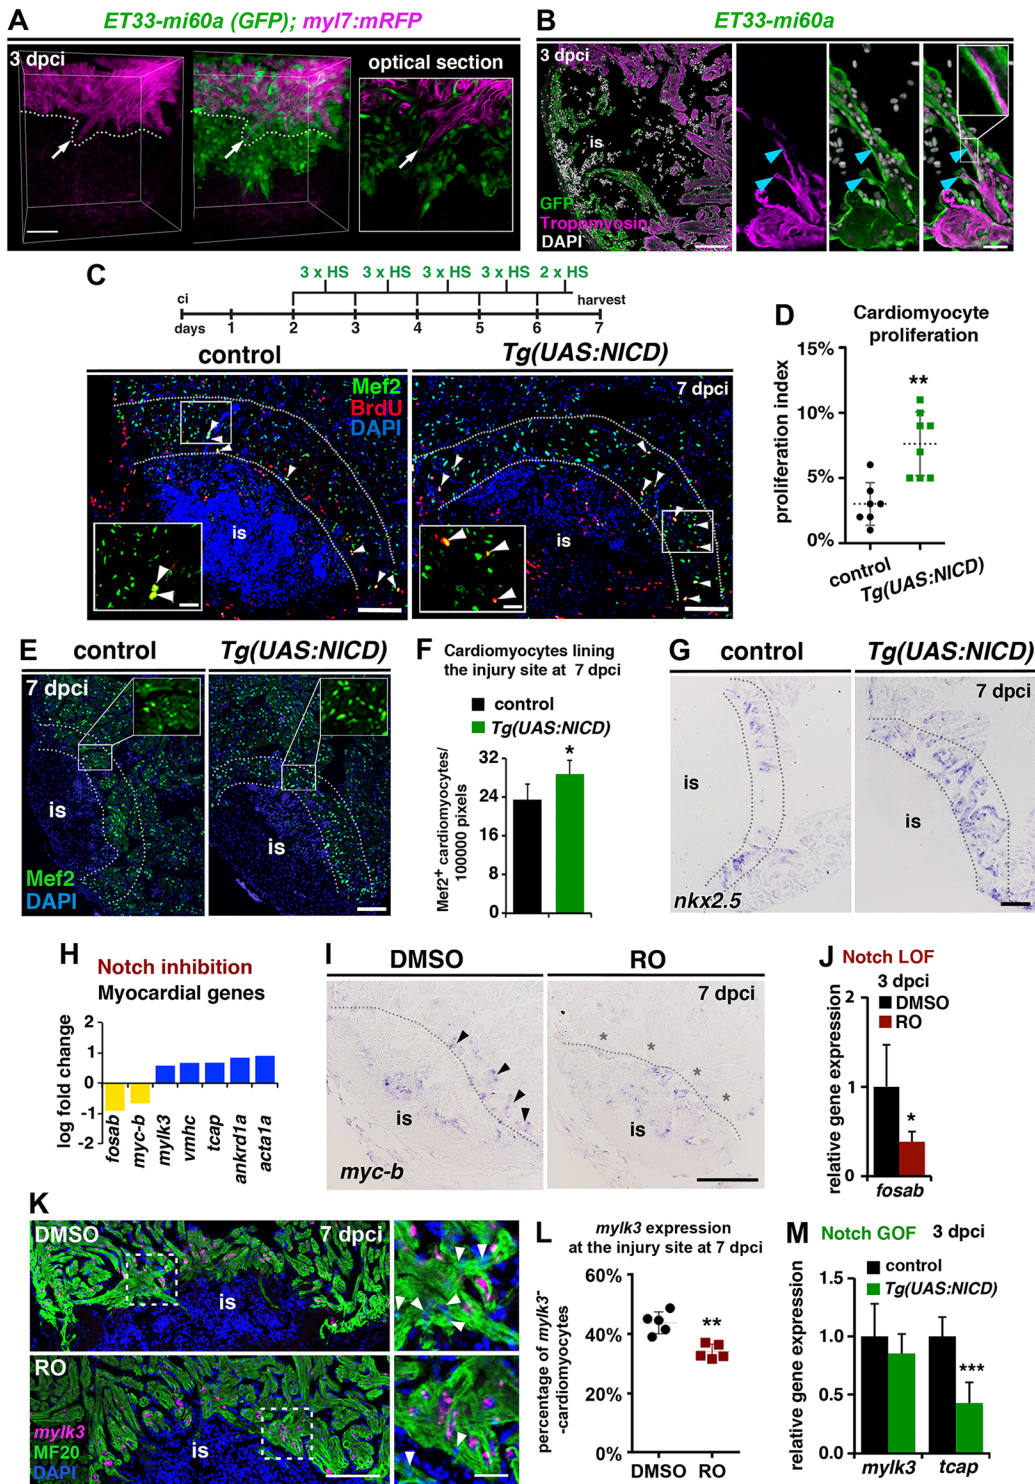 A
ET33-mi60a (GFP); myl7:mRFP
3 dpci
optical section
B
ET33-mi60a
3 dpci
is
GFP
Tropomyosin
DAPI
C
3 x HS 3 x HS 3 x HS 3 x HS 2 x HS
ci
harvest
days 1 2 3 4 5 6 7
control
Tg(UAS:NICD)
Mef2
BrdU
DAPI
is
7 dpci
is
D
Cardiomyocyte
proliferation
proliferation index
15%
10%
5%
0%
**
control
Tg(UAS:NICD)
E
control
Tg(UAS:NICD)
7 dpci
is
is
Mef2
DAPI
F
Cardiomyocytes lining
the injury site at 7 dpci
control
Tg(UAS:NICD)
Mef2+ cardiomyocytes/
100000 pixels
32
24
16
8
0
*
G
control
Tg(UAS:NICD)
7 dpci
is
is
nkx2.5
H
Notch inhibition
Myocardial genes
log fold change
2
1
0
-1
-2
fosab
myc-b
mylk3
vmhc
tcap
ankrd1a
acta1a
I
DMSO
RO
7 dpci
is
is
myc-b
* * * *
J
Notch LOF
3 dpci
DMSO
RO
relative gene expression
2
1
0
*
fosab
K
DMSO
7 dpci
is
RO
is
mylk3
MF20
DAPI
L
mylk3 expression
at the injury site at 7 dpci
percentage of mylk3-
-cardiomyocytes
60%
40%
20%
0%
**
DMSO
RO
M
Notch GOF
3 dpci
control
Tg(UAS:NICD)
relative gene expression
1.5
1.0
0.5
0.0
***
mylk3
tcap